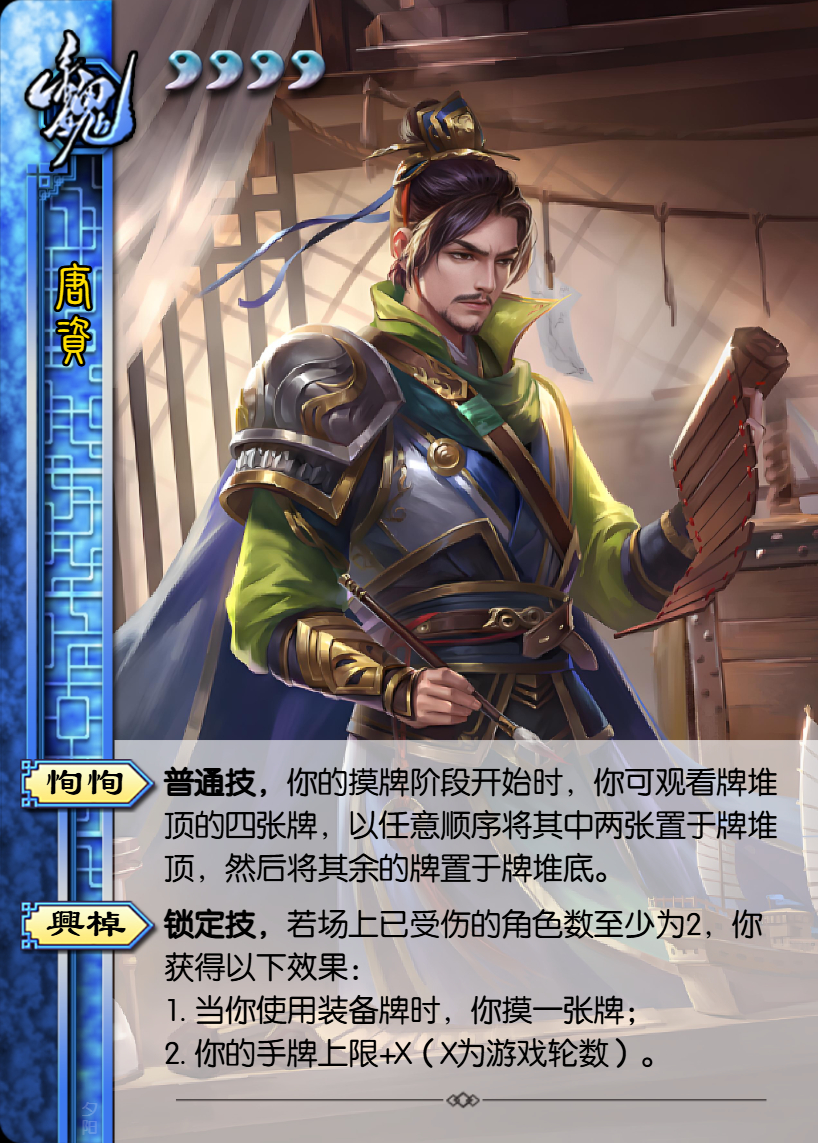 魏
唐資
恂恂
普通技，你的摸牌阶段开始时，你可观看牌堆
顶的四张牌，以任意顺序将其中两张置于牌堆
顶，然后将其余的牌置于牌堆底。
興棹
锁定技，若场上已受伤的角色数至少为2，你
获得以下效果：
1. 当你使用装备牌时，你摸一张牌；
2. 你的手牌上限+X（X为游戏轮数）。
夕阳